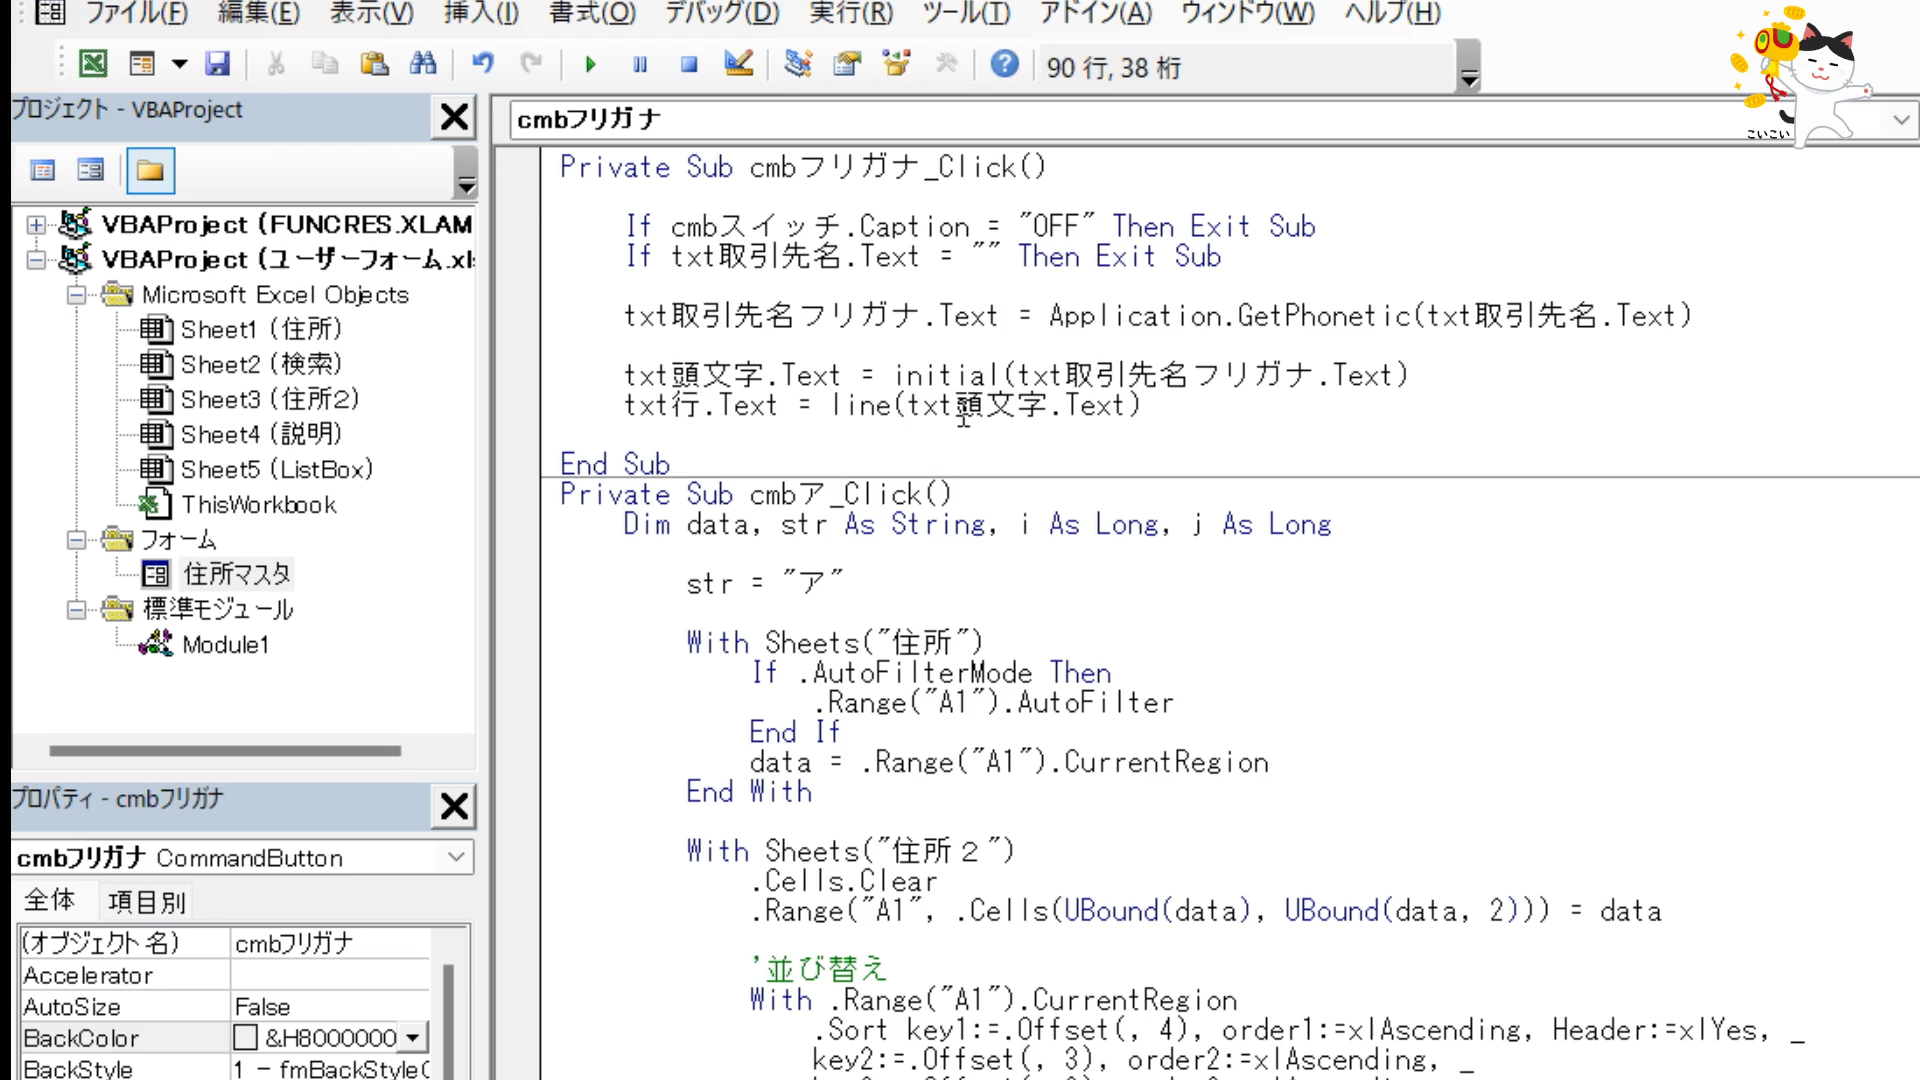 ファイル(F) 編集(E) 表示(V) 挿入(I) 書式(O) デバッグ(D) 実行(R) ツール(T) アドイン(A) ウィンドウ(W) ヘルプ(H)
90 行, 38 桁
こいこい
プロジェクト - VBAProject
VBAProject (FUNCRES.XLAM
VBAProject (ユーザーフォーム.xl
Microsoft Excel Objects
Sheet1 (住所)
Sheet2 (検索)
Sheet3 (住所2)
Sheet4 (説明)
Sheet5 (ListBox)
ThisWorkbook
フォーム
住所マスタ
標準モジュール
Module1
プロパティ - cmbフリガナ
cmbフリガナ CommandButton
全体 項目別
(オブジェクト名) cmbフリガナ
Accelerator
AutoSize False
BackColor &H8000000
BackStyle 1 - fmBackStyleO
cmbフリガナ
Private Sub cmbフリガナ_Click()
If cmbスイッチ.Caption = "OFF" Then Exit Sub
If txt取引先名.Text = "" Then Exit Sub
txt取引先名フリガナ.Text = Application.GetPhonetic(txt取引先名.Text)
txt頭文字.Text = initial(txt取引先名フリガナ.Text)
txt行.Text = line(txt頭文字.Text)
End Sub
Private Sub cmbア_Click()
Dim data, str As String, i As Long, j As Long
str = "ア"
With Sheets("住所")
If .AutoFilterMode Then
.Range("A1").AutoFilter
End If
data = .Range("A1").CurrentRegion
End With
With Sheets("住所２")
.Cells.Clear
.Range("A1", .Cells(UBound(data), UBound(data, 2))) = data
'並び替え
With .Range("A1").CurrentRegion
.Sort key1:=.Offset(, 4), order1:=xlAscending, Header:=xlYes, _
key2:=.Offset(, 3), order2:=xlAscending, _